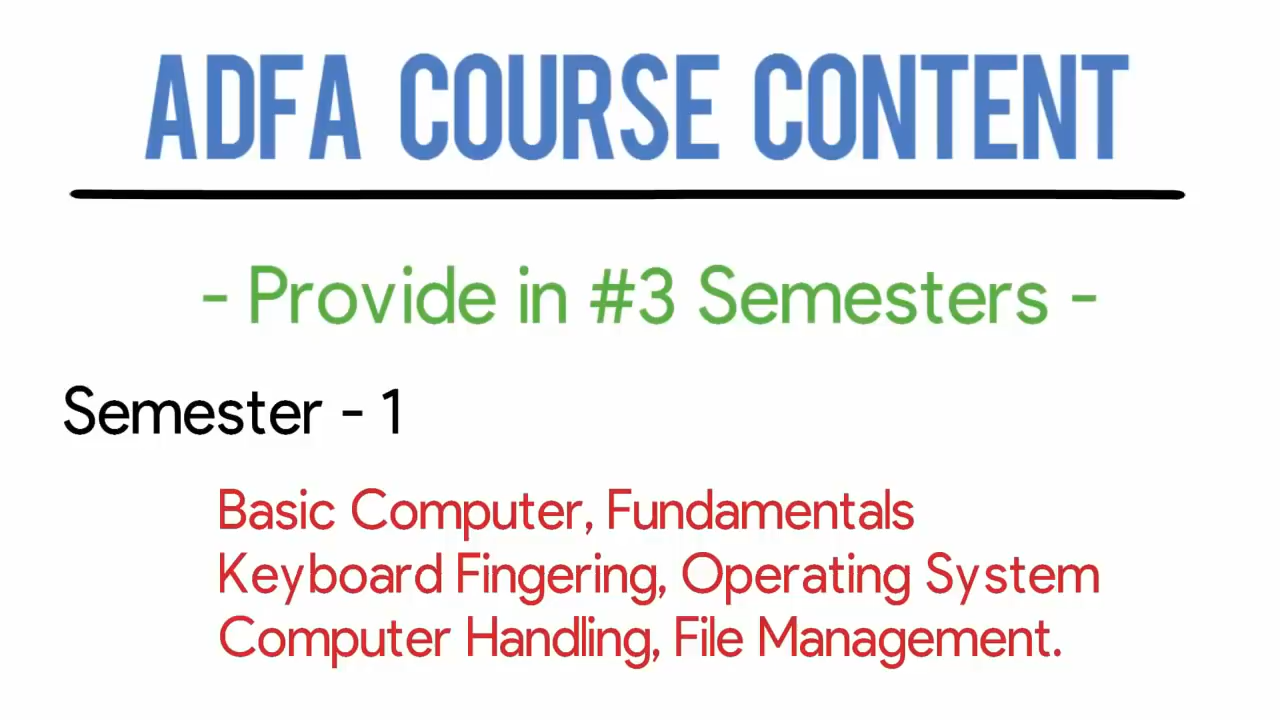 ADFA COURSE CONTENT
- Provide in #3 Semesters -
Semester - 1
Basic Computer, Fundamentals
Keyboard Fingering, Operating System
Computer Handling, File Management.